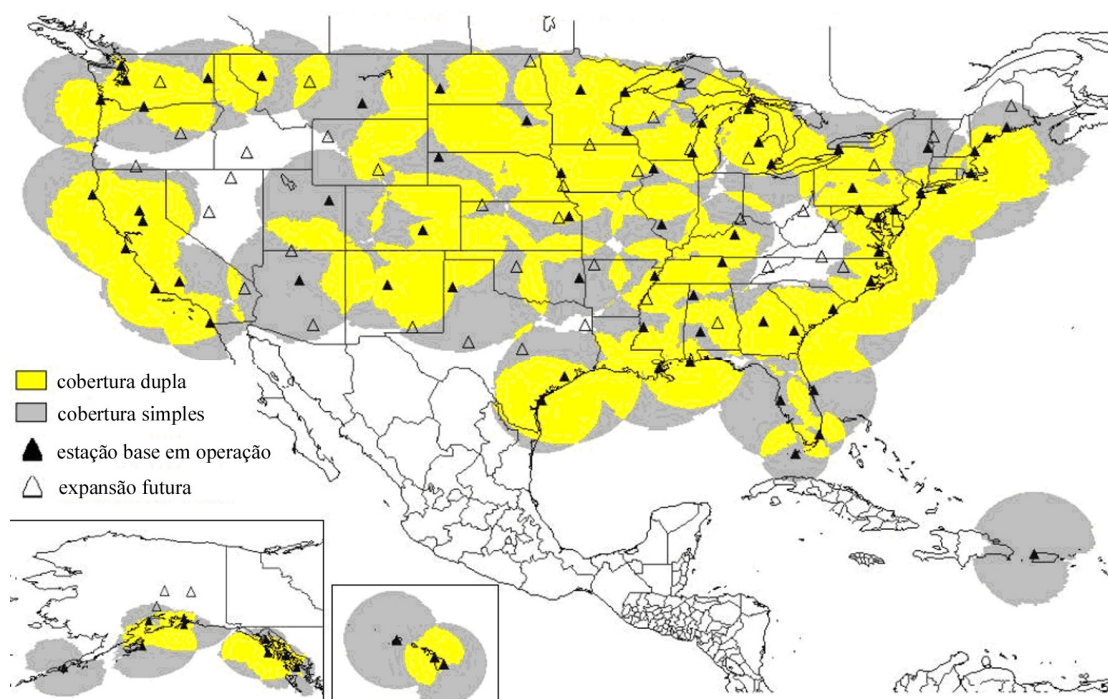 cobertura dupla
cobertura simples
estação base em operação
expansão futura